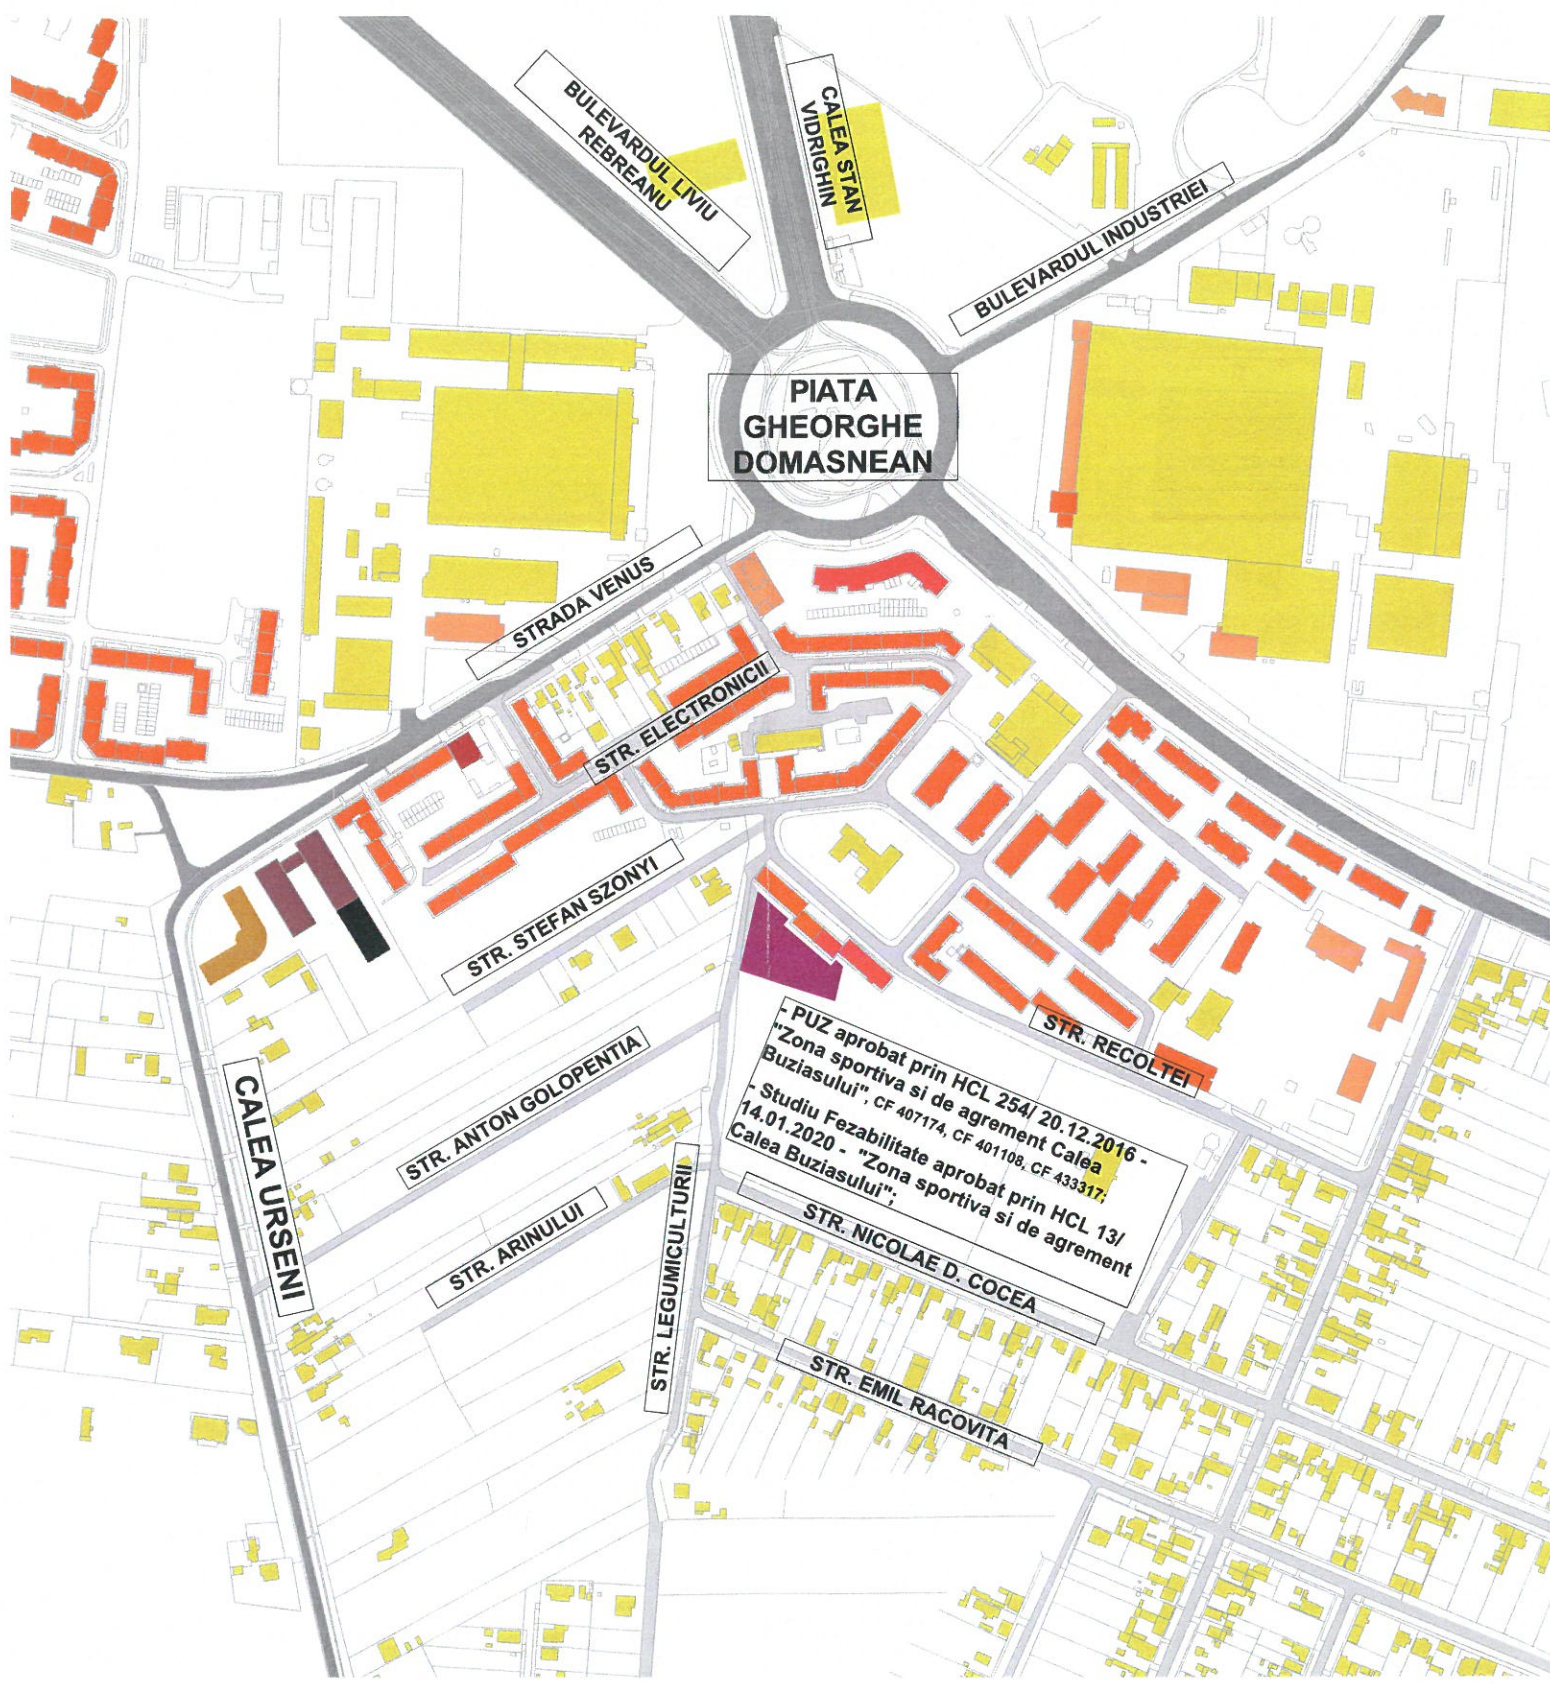 BULEVARDUL LIVIU
REBREANU
CALEA STAN
VIDRIGHIN
BULEVARDUL INDUSTRIEI
PIATA
GHEORGHE
DOMASNEAN
STRADA VENUS
STR. ELECTRONICII
STR. STEFAN SZONYI
STR. ANTON GOLOPENTIA
CALEA URSENI
STR. ARINULUI
STR. LEGUMICULTURII
STR. RECOLTEI
- PUZ aprobat prin HCL 254/ 20.12.2016 -
"Zona sportiva si de agrement Calea
Buziasului", CF 407174, CF 401108, CF 433317;
- Studiu Fezabilitate aprobat prin HCL 13/
14.01.2020 - "Zona sportiva si de agrement
Calea Buziasului";
STR. NICOLAE D. COCEA
STR. EMIL RACOVITA